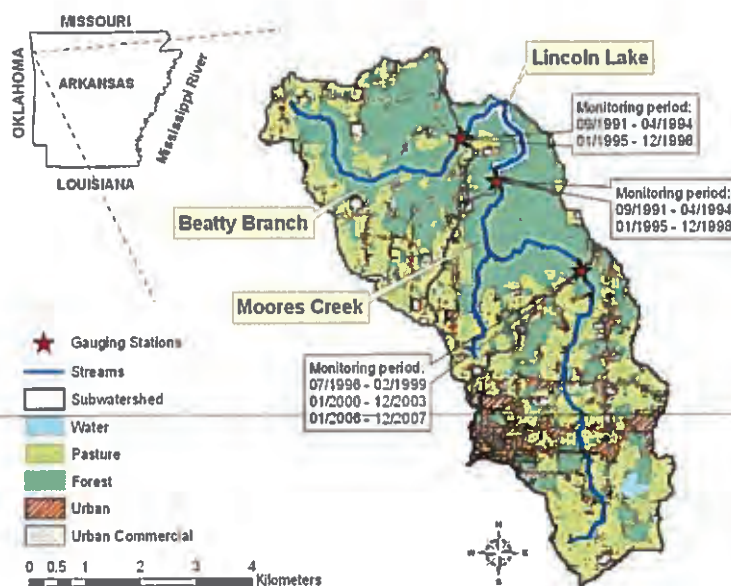 MISSOURI
OKLAHOMA
ARKANSAS
Mississippi River
LOUISIANA
Lincoln Lake
Monitoring period:
09/1991 - 04/1994
01/1995 - 12/1998
Monitoring period:
09/1991 - 04/1994
01/1995 - 12/1998
Beatty Branch
Moores Creek
Monitoring period:
07/1996 - 02/1999
01/2000 - 12/2003
01/2006 - 12/2007
Gauging Stations
Streams
Subwatershed
Water
Pasture
Forest
Urban
Urban Commercial
0 0.5 1 2 3 4
Kilometers
N
W E
S